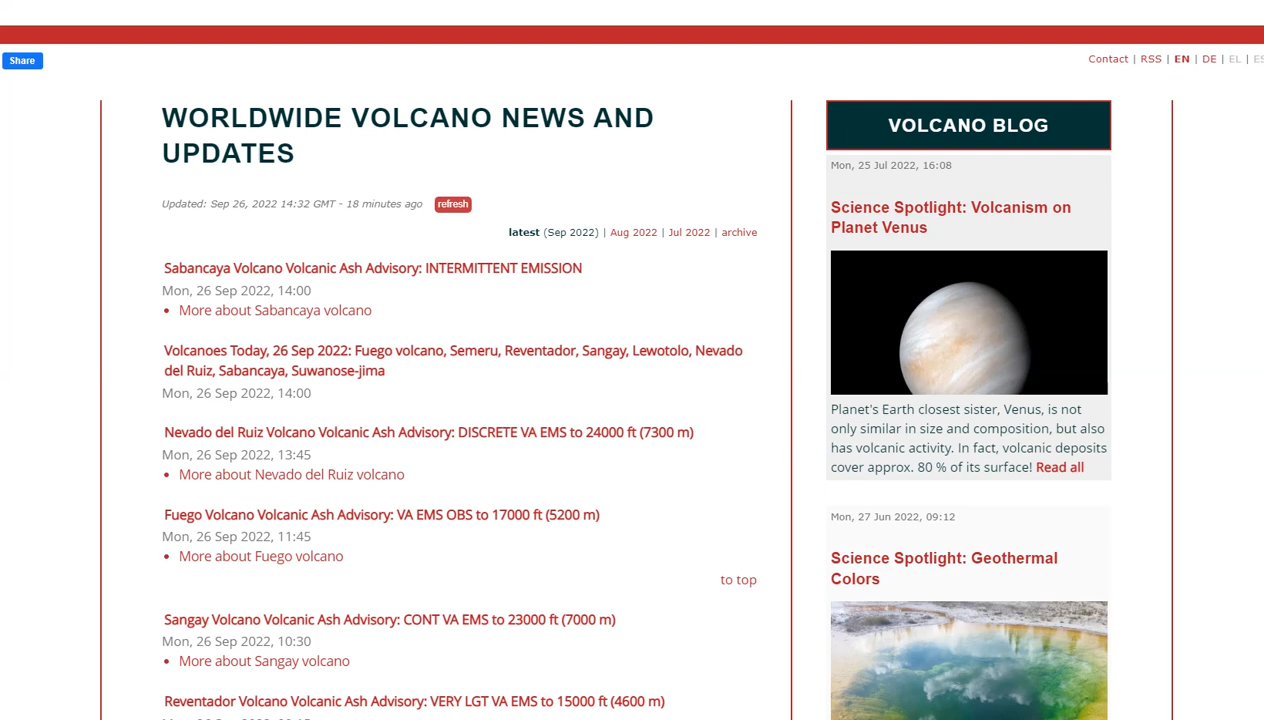 Share
Contact | RSS | EN | DE | EL | ES
WORLDWIDE VOLCANO NEWS AND
UPDATES
Updated: Sep 26, 2022 14:32 GMT - 18 minutes ago refresh
latest (Sep 2022) | Aug 2022 | Jul 2022 | archive
Sabancaya Volcano Volcanic Ash Advisory: INTERMITTENT EMISSION
Mon, 26 Sep 2022, 14:00
• More about Sabancaya volcano
Volcanoes Today, 26 Sep 2022: Fuego volcano, Semeru, Reventador, Sangay, Lewotolo, Nevado
del Ruiz, Sabancaya, Suwanose-jima
Mon, 26 Sep 2022, 14:00
Nevado del Ruiz Volcano Volcanic Ash Advisory: DISCRETE VA EMS to 24000 ft (7300 m)
Mon, 26 Sep 2022, 13:45
• More about Nevado del Ruiz volcano
Fuego Volcano Volcanic Ash Advisory: VA EMS OBS to 17000 ft (5200 m)
Mon, 26 Sep 2022, 11:45
• More about Fuego volcano
to top
Sangay Volcano Volcanic Ash Advisory: CONT VA EMS to 23000 ft (7000 m)
Mon, 26 Sep 2022, 10:30
• More about Sangay volcano
Reventador Volcano Volcanic Ash Advisory: VERY LGT VA EMS to 15000 ft (4600 m)
VOLCANO BLOG
Mon, 25 Jul 2022, 16:08
Science Spotlight: Volcanism on
Planet Venus
Planet's Earth closest sister, Venus, is not
only similar in size and composition, but also
has volcanic activity. In fact, volcanic deposits
cover approx. 80 % of its surface! Read all
Mon, 27 Jun 2022, 09:12
Science Spotlight: Geothermal
Colors